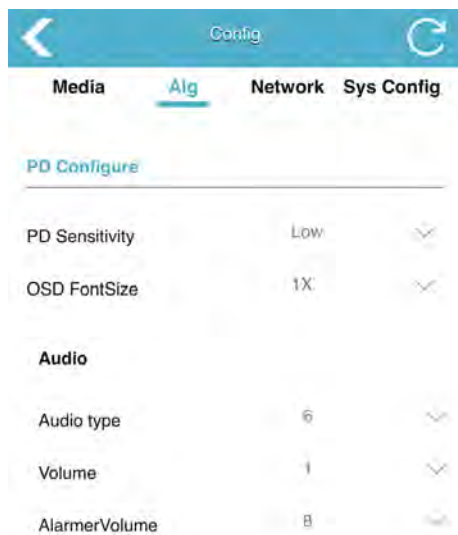 Config
Media Alg Network Sys Config
PD Configure
PD Sensitivity Low
OSD FontSize 1X
Audio
Audio type 6
Volume 1
AlarmerVolume 8